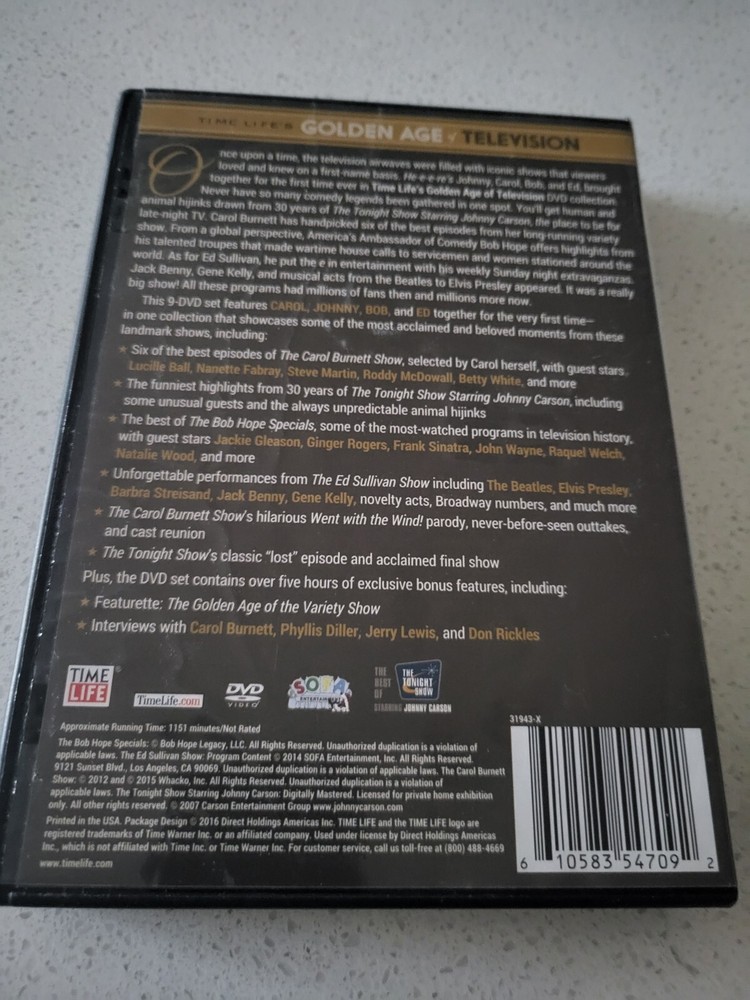 TIME LIFE'S GOLDEN AGE of TELEVISION
Once upon a time, the television airwaves were filled with iconic shows that viewers
loved and knew on a first-name basis. He-e-e-re's Johnny, Carol, Bob, and Ed, brought
together for the first time ever in Time Life's Golden Age of Television DVD collection.
Never have so many comedy legends been gathered in one spot. You'll get human and
animal hijinks drawn from 30 years of The Tonight Show Starring Johnny Carson, the place to be for
late-night TV. Carol Burnett has handpicked six of the best episodes from her long running variety
show. From a global perspective, America's Ambassador of Comedy Bob Hope offers highlights from
his talented troupes that made wartime house calls to servicemen and women stationed around the
world. As for Ed Sullivan, he put the e in entertainment with his weekly Sunday night extravaganzas.
Jack Benny, Gene Kelly, and musical acts from the Beatles to Elvis Presley appeared. It was a really
big show! All these programs had millions of fans then and millions more now.
This 9-DVD set features CAROL, JOHNNY, BOB, and ED together for the very first time—
in one collection that showcases some of the most acclaimed and beloved moments from these
landmark shows, including:
★ Six of the best episodes of The Carol Burnett Show, selected by Carol herself, with guest stars
Lucille Ball, Nanette Fabray, Steve Martin, Roddy McDowall, Betty White, and more
★ The funniest highlights from 30 years of The Tonight Show Starring Johnny Carson, including
some unusual guests and the always unpredictable animal hijinks
★ The best of The Bob Hope Specials, some of the most-watched programs in television history,
with guest stars Jackie Gleason, Ginger Rogers, Frank Sinatra, John Wayne, Raquel Welch,
Natalie Wood, and more
★ Unforgettable performances from The Ed Sullivan Show including The Beatles, Elvis Presley,
Barbra Streisand, Jack Benny, Gene Kelly, novelty acts, Broadway numbers, and much more
★ The Carol Burnett Show's hilarious Went with the Wind! parody, never-before-seen outtakes,
and cast reunion
★ The Tonight Show's classic "lost" episode and acclaimed final show
Plus, the DVD set contains over five hours of exclusive bonus features, including:
★ Featurette: The Golden Age of the Variety Show
★ Interviews with Carol Burnett, Phyllis Diller, Jerry Lewis, and Don Rickles
TIME LIFE®
TimeLife.com
DVD VIDEO
SOFA ENTERTAINMENT
THE BEST OF THE TONIGHT SHOW STARRING JOHNNY CARSON
Approximate Running Time: 1151 minutes/Not Rated
31943-X
The Bob Hope Specials: © Bob Hope Legacy, LLC. All Rights Reserved. Unauthorized duplication is a violation of
applicable laws. The Ed Sullivan Show: Program Content © 2014 SOFA Entertainment, Inc. All Rights Reserved.
9121 Sunset Blvd., Los Angeles, CA 90069. Unauthorized duplication is a violation of applicable laws. The Carol Burnett
Show: © 2012 and © 2015 Whacko, Inc. All Rights Reserved. Unauthorized duplication is a violation of
applicable laws. The Tonight Show Starring Johnny Carson: Digitally Mastered. Licensed for private home exhibition
only. All other rights reserved. © 2007 Carson Entertainment Group www.johnnycarson.com
Printed in the USA. Package Design © 2016 Direct Holdings Americas Inc. TIME LIFE and the TIME LIFE logo are
registered trademarks of Time Warner Inc. or an affiliated company. Used under license by Direct Holdings Americas
Inc., which is not affiliated with Time Inc. or Time Warner Inc. For customer service, call us toll-free at (800) 488-4669
www.timelife.com
6 10583 54709 2